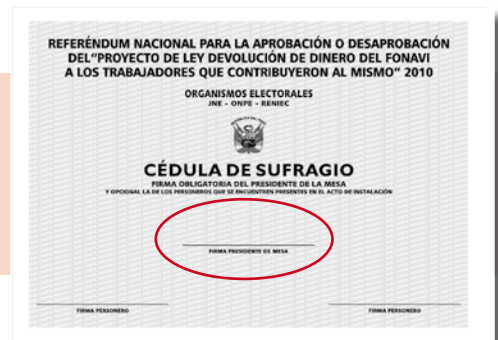 REFERÉNDUM NACIONAL PARA LA APROBACIÓN O DESAPROBACIÓN
DEL"PROYECTO DE LEY DEVOLUCIÓN DE DINERO DEL FONAVI
A LOS TRABAJADORES QUE CONTRIBUYERON AL MISMO" 2010
ORGANISMOS ELECTORALES
JNE - ONPE - RENIEC
CÉDULA DE SUFRAGIO
FIRMA OBLIGATORIA DEL PRESIDENTE DE LA MESA
Y OPCIONAL LA DE LOS PERSONEROS QUE SE ENCUENTREN PRESENTES EN EL ACTO DE INSTALACIÓN
FIRMA PRESIDENTE DE MESA
FIRMA PERSONERO
FIRMA PERSONERO